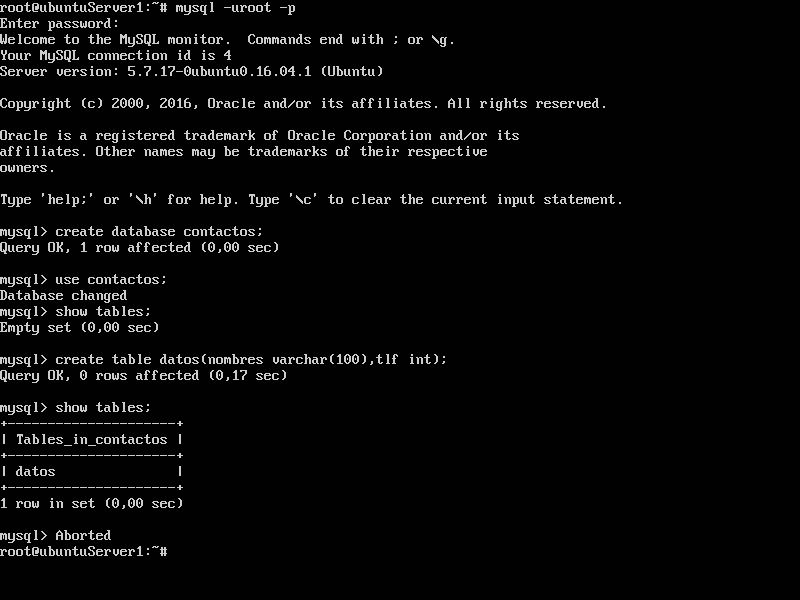 root@ubuntuServer1:~# mysql -uroot -p
Enter password:
Welcome to the MySQL monitor.  Commands end with ; or \g.
Your MySQL connection id is 4
Server version: 5.7.17-0ubuntu0.16.04.1 (Ubuntu)

Copyright (c) 2000, 2016, Oracle and/or its affiliates. All rights reserved.

Oracle is a registered trademark of Oracle Corporation and/or its
affiliates. Other names may be trademarks of their respective
owners.

Type 'help;' or '\h' for help. Type '\c' to clear the current input statement.

mysql> create database contactos;
Query OK, 1 row affected (0,00 sec)

mysql> use contactos;
Database changed
mysql> show tables;
Empty set (0,00 sec)

mysql> create table datos(nombres varchar(100),tlf int);
Query OK, 0 rows affected (0,17 sec)

mysql> show tables;
+---------------------+
| Tables_in_contactos |
+---------------------+
| datos               |
+---------------------+
1 row in set (0,00 sec)

mysql> Aborted
root@ubuntuServer1:~#